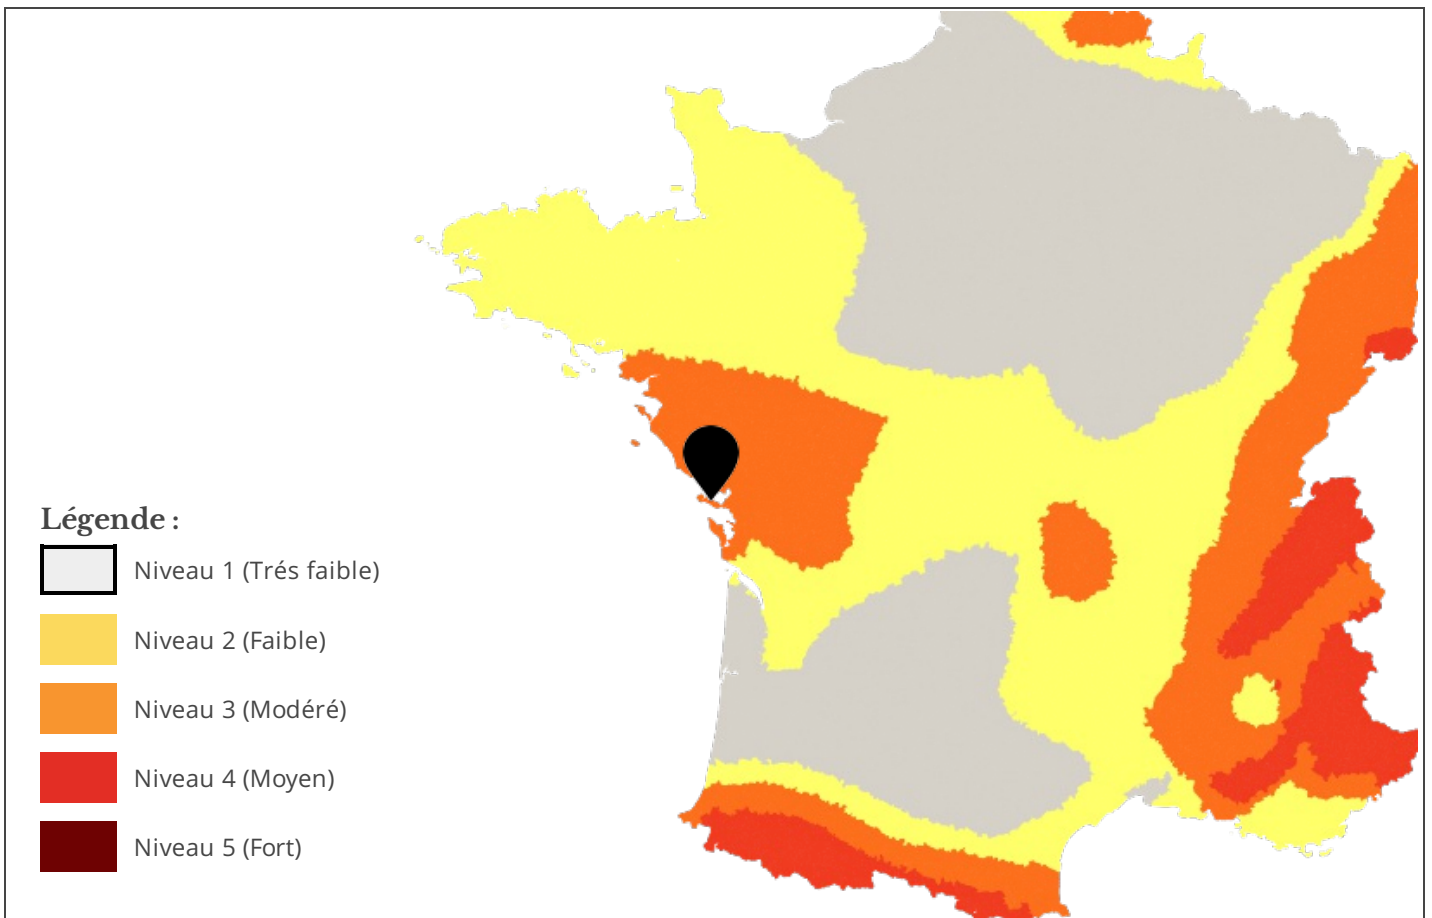 Légende :
Niveau 1 (Trés faible)
Niveau 2 (Faible)
Niveau 3 (Modéré)
Niveau 4 (Moyen)
Niveau 5 (Fort)